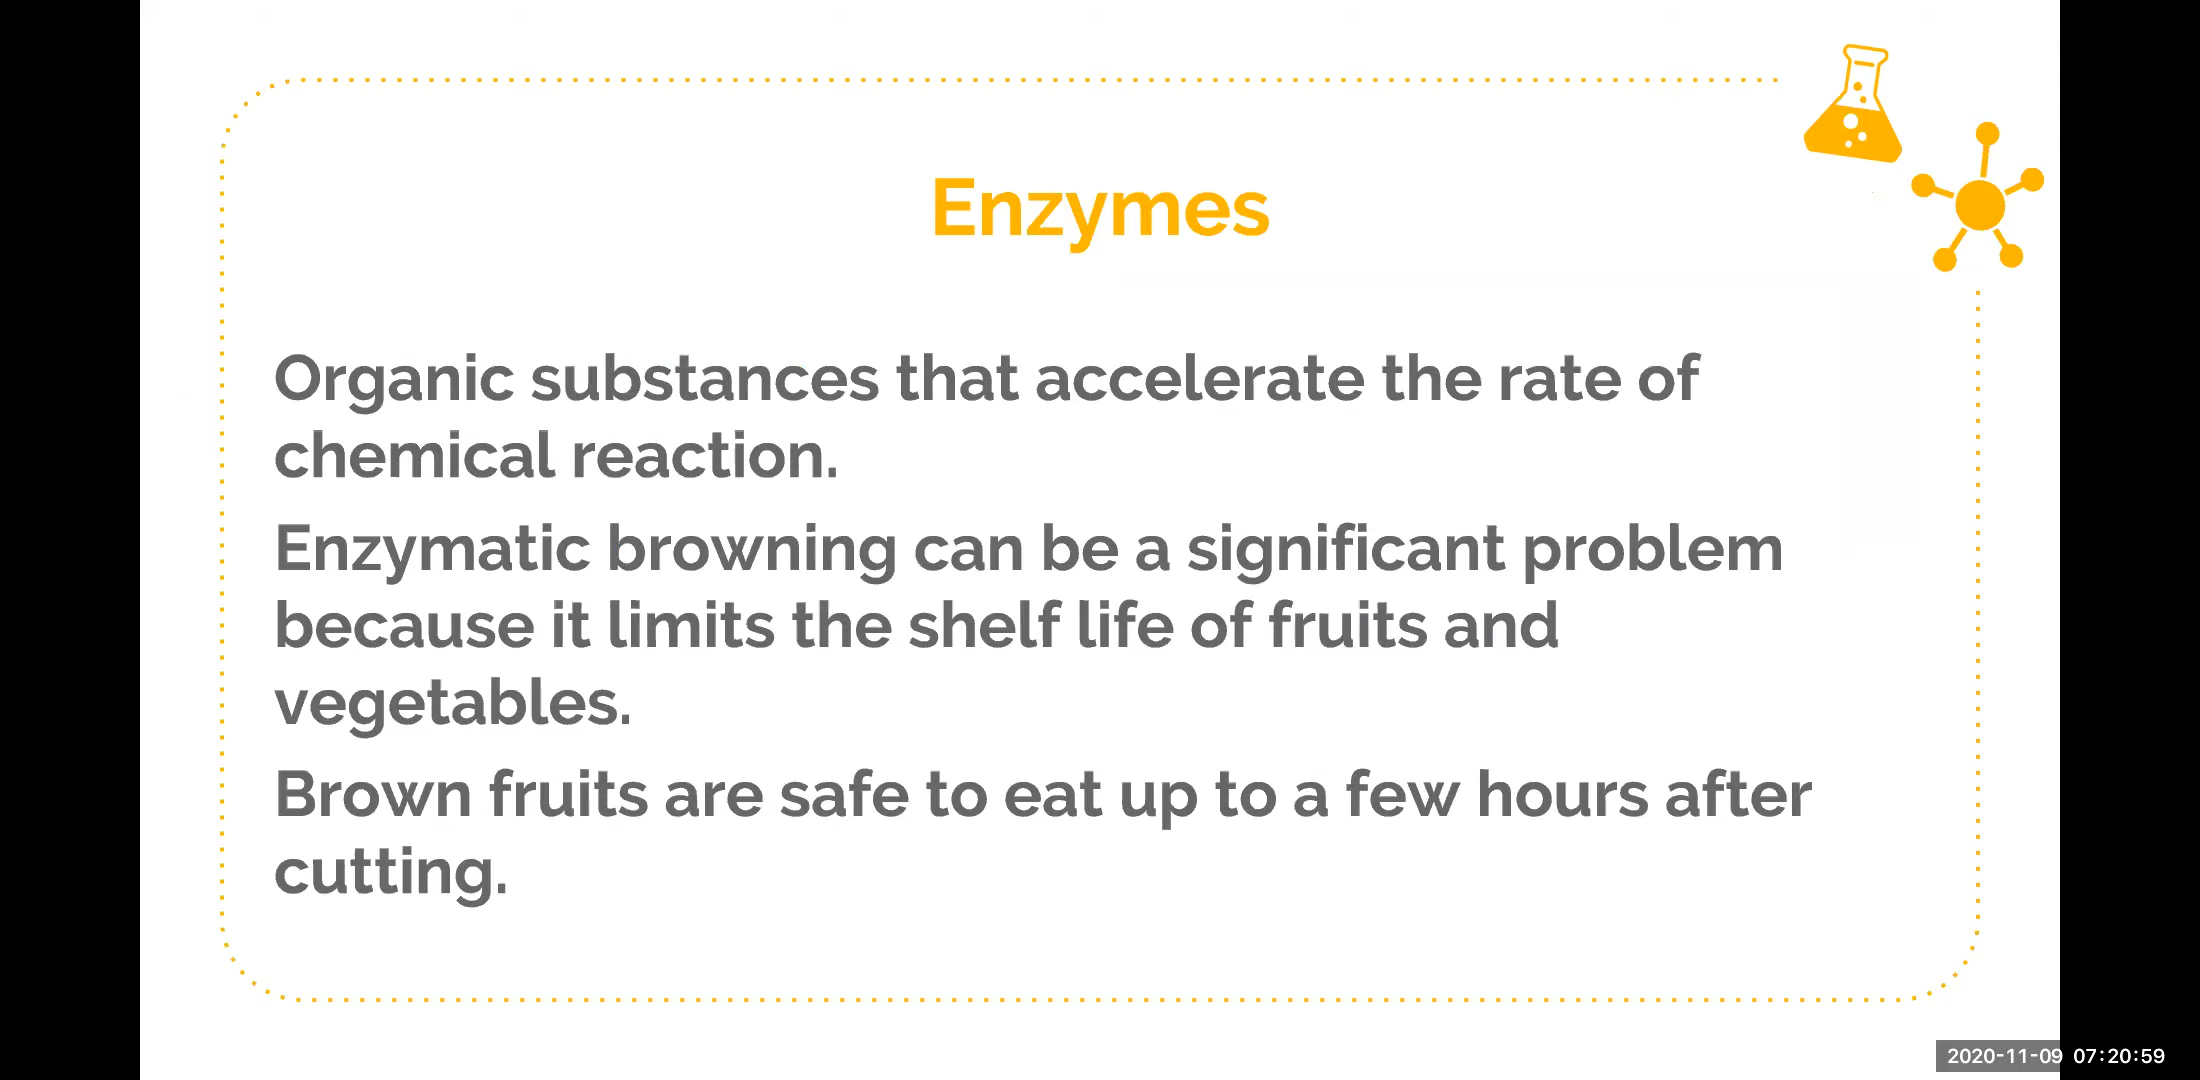 Enzymes
Organic substances that accelerate the rate of
chemical reaction.
Enzymatic browning can be a significant problem
because it limits the shelf life of fruits and
vegetables.
Brown fruits are safe to eat up to a few hours after
cutting.
2020-11-09 07:20:59